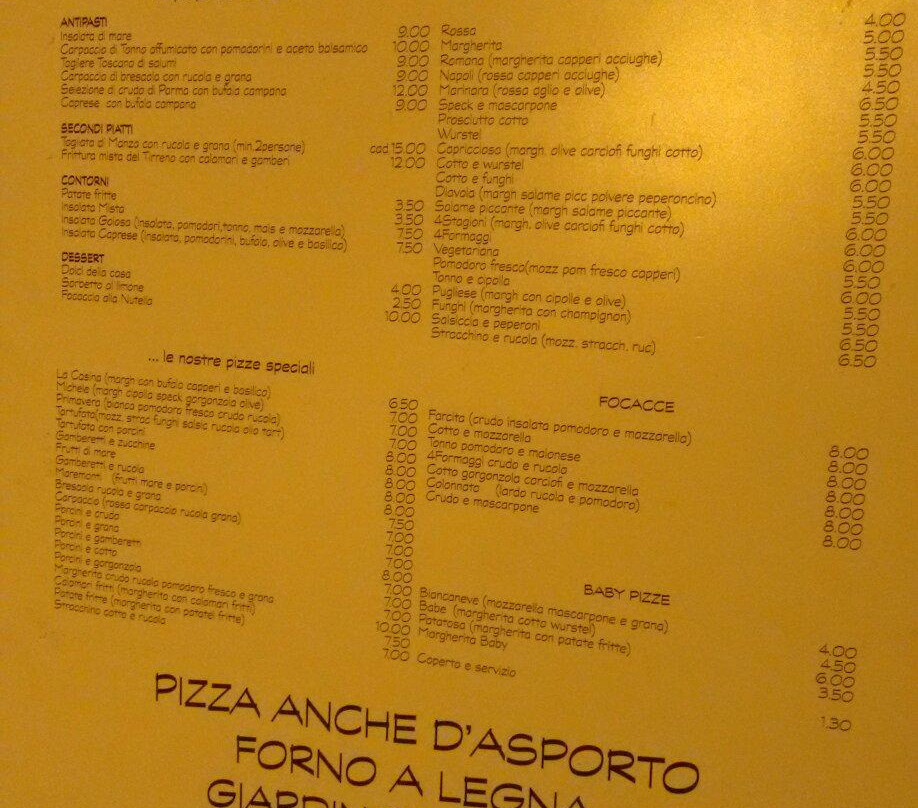 ANTIPASTI
Insalata di mare 9.00
Carpaccio di Tonno affumicato con pomodorini e aceto balsamico 10.00
Tagliere Toscano di salumi 9.00
Carpaccio di bresaola con rucola e grana 9.00
Selezione di crudo di Parma con bufala campana 12.00
Caprese con bufala campana 9.00
SECONDI PIATTI
Tagliata di Manzo con rucola e grana (min.2persone) cad 15.00
Frittura mista del Tirreno con calamari e gamberi 12.00
CONTORNI
Patate fritte 3.50
Insalata Mista 3.50
Insalata Golosa (insalata, pomodori,tonno, mais e mozzarella) 7.50
Insalata Caprese (insalata, pomodorini, bufala, olive e basilico) 7.50
DESSERT
Dolci della casa 4.00
Sorbetto al limone 2.50
Focaccia alla Nutella 10.00
... le nostre pizze speciali
La Casina (margh con bufala capperi e basilico) 6.50
Michele (margh cipolla speck gorgonzola olive) 7.00
Primavera (bianca pomodoro fresco crudo rucola) 7.00
Tartufata(mozz. strac funghi salsic rucola olio tart) 7.00
Tartufata con porcini 8.00
Gamberetti e zucchine 8.00
Frutti di mare 8.00
Gamberetti e rucola 8.00
Maremonti (frutti mare e porcini) 8.00
Bresaola rucola e grana 7.50
Carpaccio (rossa carpaccio rucola grana) 7.00
Porcini e crudo 7.00
Porcini e grana 7.00
Porcini e gamberetti 8.00
Porcini e cotto 7.00
Porcini e gorgonzola 7.00
Margherita crudo rucola pomodoro fresco e grana 7.00
Calamari fritti (margherita con calamari fritti) 10.00
Patate fritte (margherita con patatei fritte) 7.50
Stracchino cotto e rucola 7.00
Rossa 4.00
Margherita 5.00
Romana (margherita capperi acciughe) 5.50
Napoli (rossa capperi acciughe) 5.50
Marinara (rossa aglio e olive) 4.50
Speck e mascarpone 6.50
Prosciutto cotto 5.50
Wurstel 5.50
Capricciosa (margh. olive carciofi funghi cotto) 6.00
Cotto e wurstel 6.00
Cotto e funghi 6.00
Diavola (margh salame picc polvere peperoncino) 5.50
Salame piccante (margh salame piccante) 5.50
4Stagioni (margh. olive carciofi funghi cotto) 6.00
4Formaggi 6.00
Vegetariana 6.00
Pomodoro fresco(mozz pom fresco capperi) 5.50
Tonno e cipolla 6.00
Pugliese (margh con cipolle e olive) 5.50
Funghi (margherita con champignon) 5.50
Salsiccia e peperoni 6.50
Stracchino e rucola (mozz. stracch. ruc) 6.50
FOCACCE
Farcita (crudo insalata pomodoro e mozzarella) 8.00
Cotto e mozzarella 8.00
Tonno pomodoro e maionese 8.00
4Formaggi crudo e rucola 8.00
Cotto gorgonzola carciofi e mozzarella 8.00
Colonnata (lardo rucola e pomodoro) 8.00
Crudo e mascarpone 8.00
BABY PIZZE
Biancaneve (mozzarella mascarpone e grana) 4.00
Babe (margherita cotto wurstel) 4.50
Patatosa (margherita con patate fritte) 6.00
Margherita Baby 3.50
Coperto e servizio 1.30
PIZZA ANCHE D'ASPORTO
FORNO A LEGNA